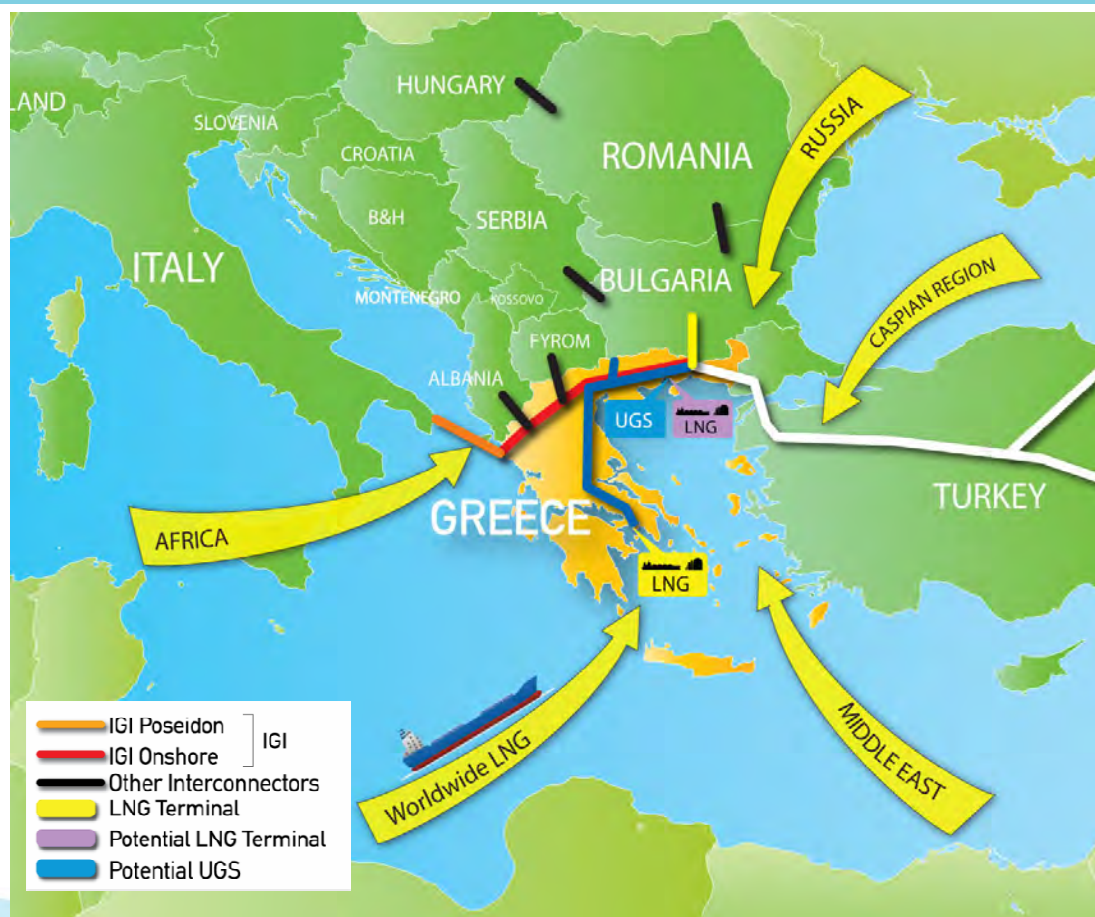 LAND
HUNGARY
SLOVENIA
CROATIA
ROMANIA
RUSSIA
B&H
SERBIA
ITALY
BULGARIA
MONTENEGRO
KOSSOVO
CASPIAN REGION
FYROM
ALBANIA
UGS
LNG
TURKEY
GREECE
AFRICA
LNG
Worldwide LNG
MIDDLE EAST
IGI Poseidon
IGI Onshore
IGI
Other Interconnectors
LNG Terminal
Potential LNG Terminal
Potential UGS